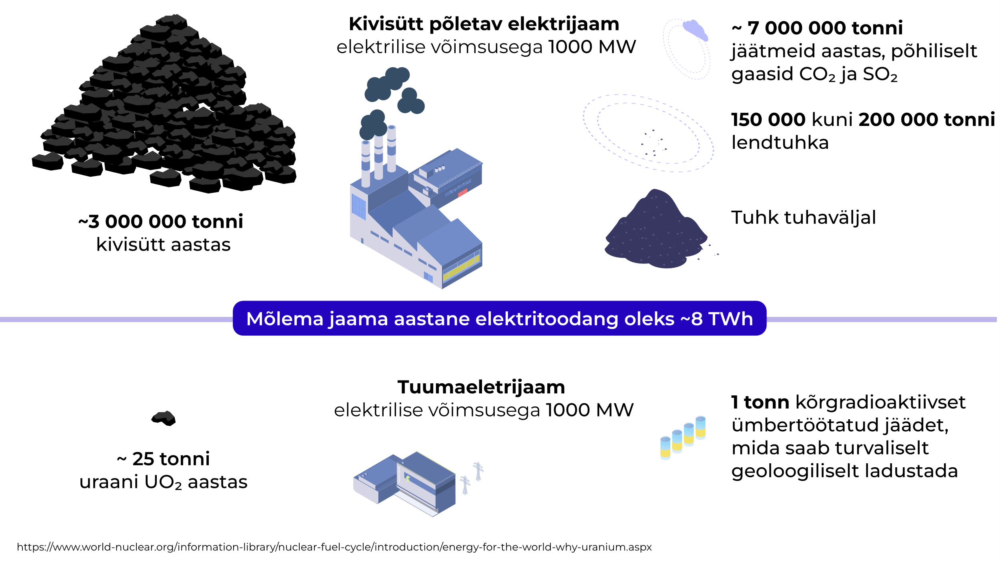 Kivisütt põletav elektrijaam
elektrilise võimsusega 1000 MW
~3 000 000 tonni
kivisütt aastas
~ 7 000 000 tonni
jäätmeid aastas, põhiliselt
gaasid CO₂ ja SO₂
150 000 kuni 200 000 tonni
lendtuhka
Tuhk tuhaväljal
Mõlema jaama aastane elektritoodang oleks ~8 TWh
Tuumaeletrijaam
elektrilise võimsusega 1000 MW
~ 25 tonni
uraani UO₂ aastas
1 tonn kõrgradioaktiivset
ümbertöötatud jäädet,
mida saab turvaliselt
geoloogiliselt ladustada
https://www.world-nuclear.org/information-library/nuclear-fuel-cycle/introduction/energy-for-the-world-why-uranium.aspx